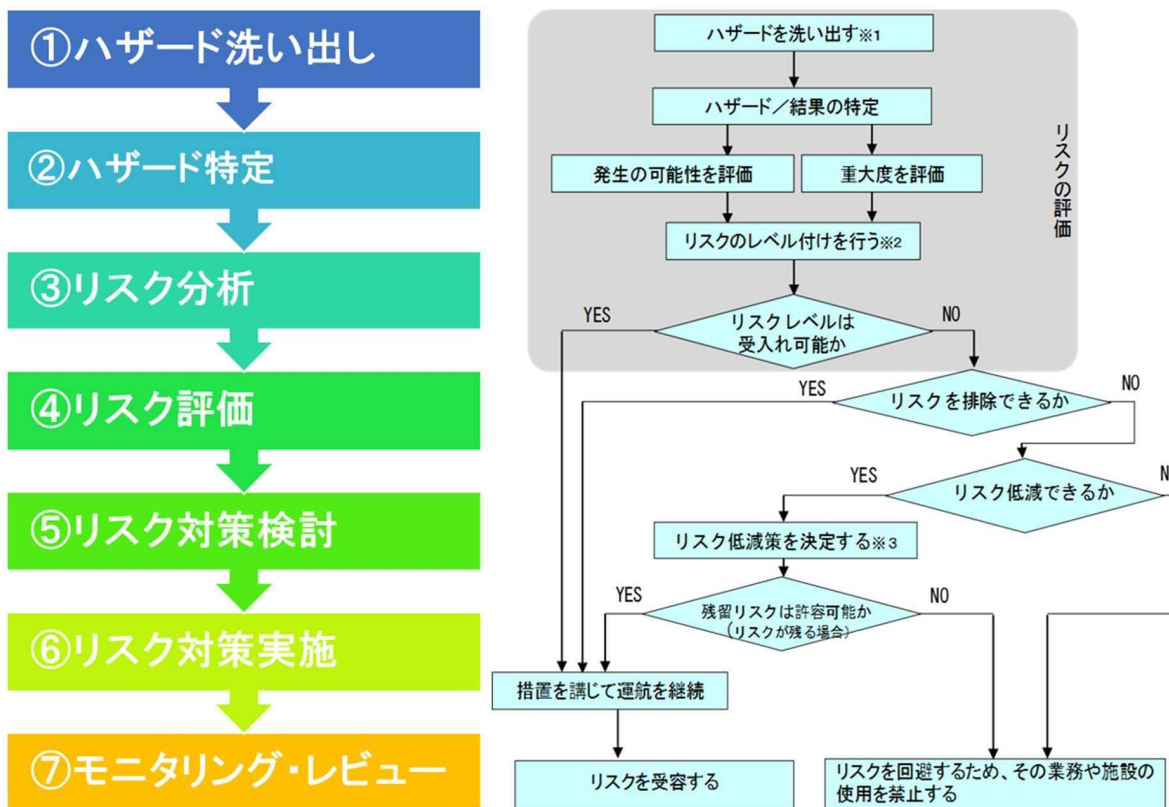 ①ハザード洗い出し
②ハザード特定
③リスク分析
④リスク評価
⑤リスク対策検討
⑥リスク対策実施
⑦モニタリング・レビュー
ハザードを洗い出す※1
ハザード／結果の特定
発生の可能性を評価
重大度を評価
リスクのレベル付けを行う※2
リスクの評価
YES
リスクレベルは
受入れ可能か
NO
YES
リスクを排除できるか
NO
YES
リスク低減できるか
N
リスク低減策を決定する※3
YES
残留リスクは許容可能か
(リスクが残る場合)
NO
措置を講じて運航を継続
リスクを受容する
リスクを回避するため、その業務や施設の
使用を禁止する